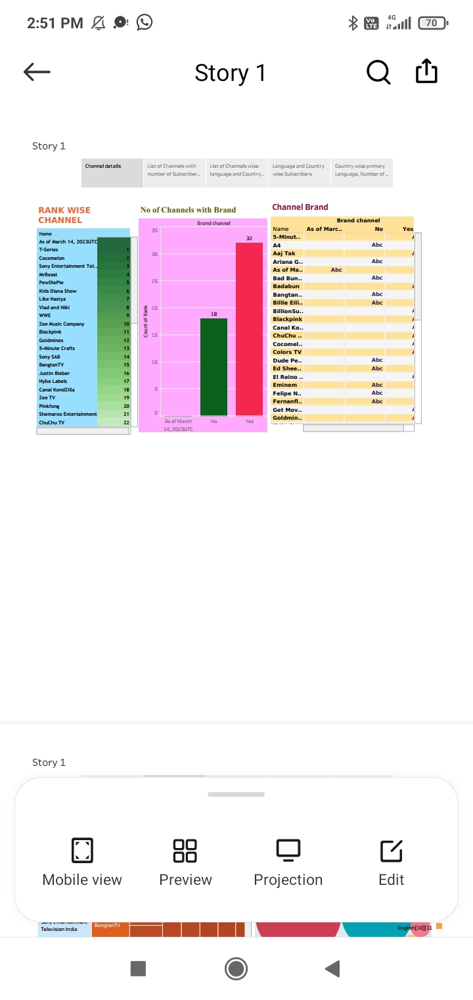 2:51 PM
Vo LTE
4G
70
Story 1
Story 1
Channel details
List of Channels with number of Subscriber..
List of Channels wise language and Country..
Language and Country wise Subscribers
Country wise primary Language, Number of ..
RANK WISE
CHANNEL
Name
As of March 14, 2023UTC
T-Series 1
Cocomelon 2
Sony Entertainment Tel.. 3
MrBeast 4
PewDiePie 5
Kids Diana Show 6
Like Nastya 7
Vlad and Niki 8
WWE 9
Zee Music Company 10
Blackpink 11
Goldmines 12
5-Minute Crafts 13
Sony SAB 14
BangtanTV 15
Justin Bieber 16
Hybe Labels 17
Canal KondZilla 18
Zee TV 19
Pinkfong 20
Shemaroo Entertainment 21
ChuChu TV 22
No of Channels with Brand
Brand channel
Count of Rank
35
30
25
20
15
10
5
0
18
32
As of March
14, 2023UTC
No
Yes
Channel Brand
Brand channel
Name As of Marc.. No Yes
5-Minut..
A4 Abc
Aaj Tak
Ariana G.. Abc
As of Ma.. Abc
Bad Bun.. Abc
Badabun
Bangtan.. Abc
Billie Eili.. Abc
BillionSu..
Blackpink
Canal Ko..
ChuChu ..
Cocomel..
Colors TV
Dude Pe.. Abc
Ed Shee.. Abc
El Reino ..
Eminem Abc
Felipe N.. Abc
Fernanfl.. Abc
Get Mov..
Goldmin..
Story 1
Mobile view
Preview
Projection
Edit
Television India
BangtanTV
English[10][11